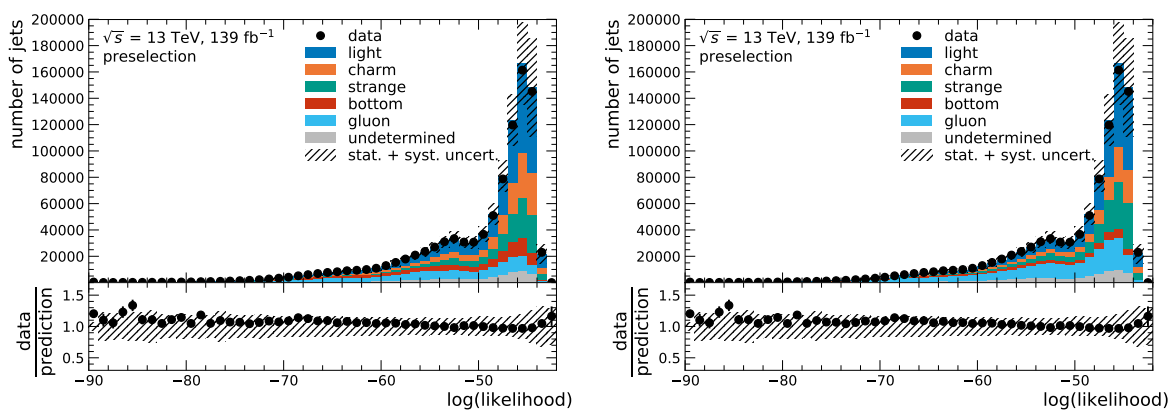 number of jets
√s = 13 TeV, 139 fb⁻¹
preselection
data
light
charm
strange
bottom
gluon
undetermined
stat. + syst. uncert.
200000
180000
160000
140000
120000
100000
80000
60000
40000
20000
data
prediction
1.5
1.0
0.5
−90 −80 −70 −60 −50
log(likelihood)
number of jets
√s = 13 TeV, 139 fb⁻¹
preselection
data
light
charm
strange
bottom
gluon
undetermined
stat. + syst. uncert.
200000
180000
160000
140000
120000
100000
80000
60000
40000
20000
data
prediction
1.5
1.0
0.5
−90 −80 −70 −60 −50
log(likelihood)